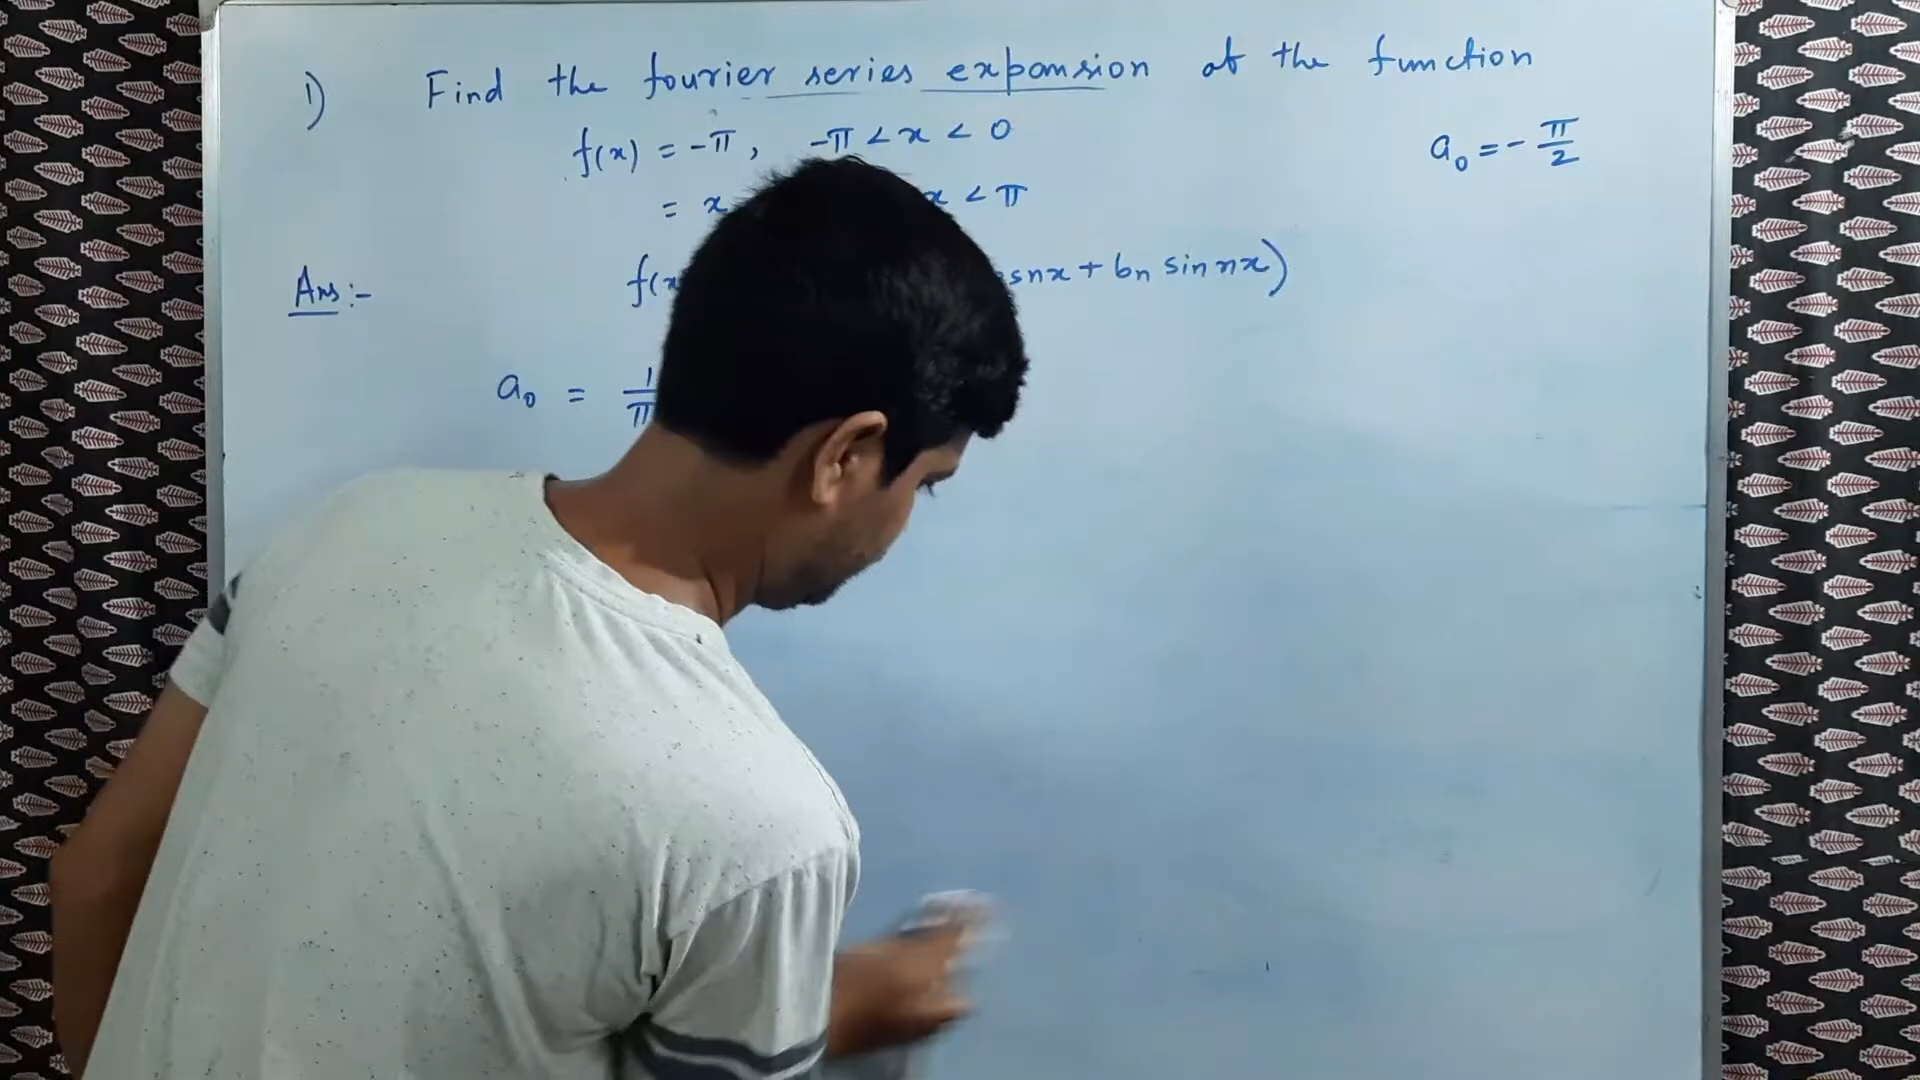 1) Find the fourier series expansion of the function
f(x) = -π, -π < x < 0
a₀ = - π/2
= x x < π
Ans:- f(x snx + bn sin nx)
a₀ = 1/π